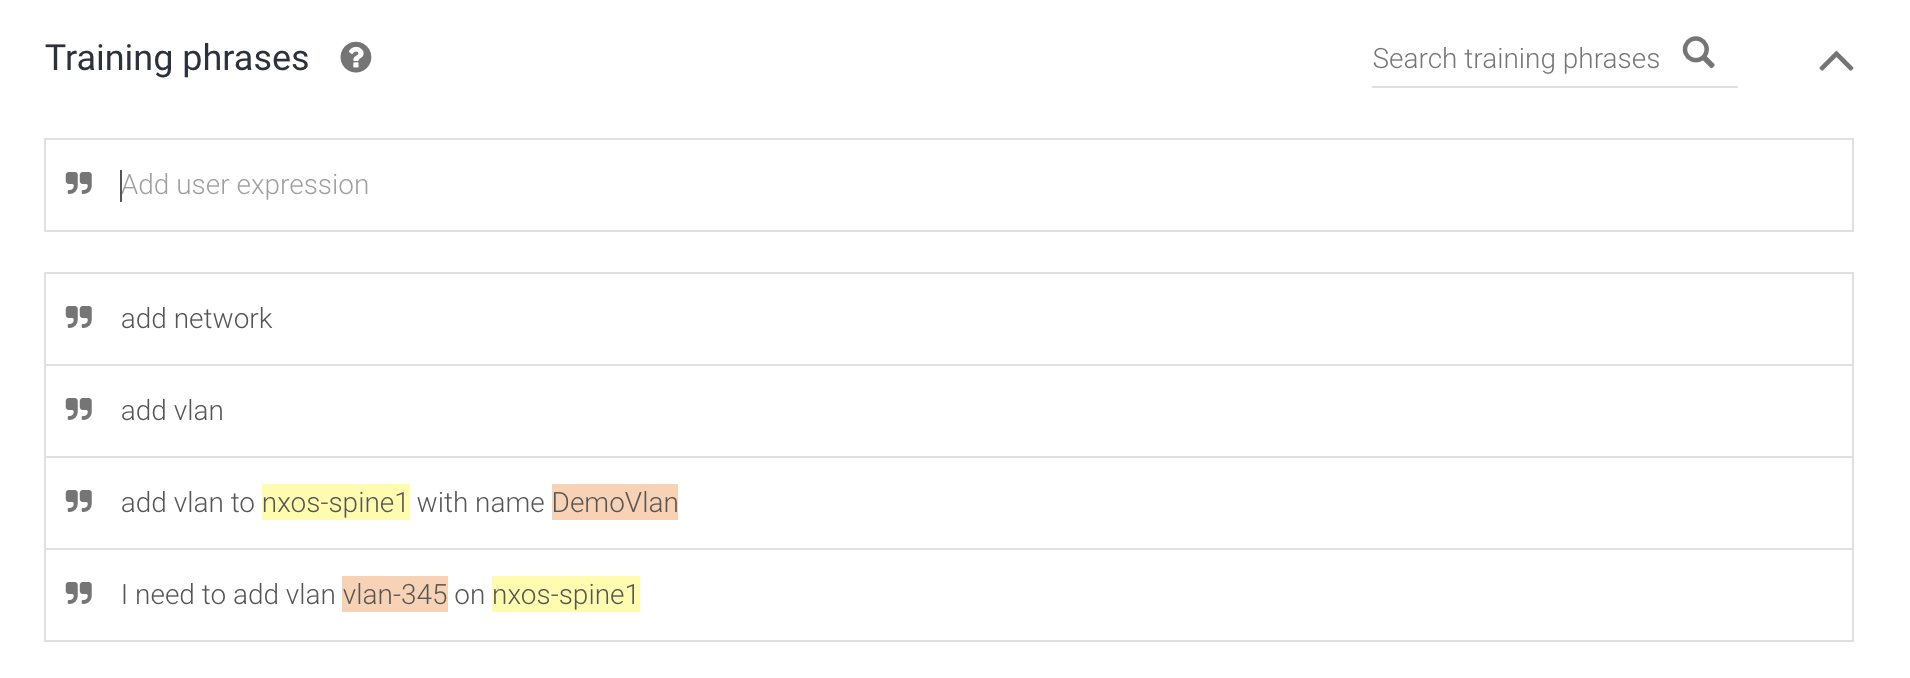 Training phrases ?
Search training phrases
Add user expression
add network
add vlan
add vlan to nxos-spine1 with name DemoVlan
I need to add vlan vlan-345 on nxos-spine1